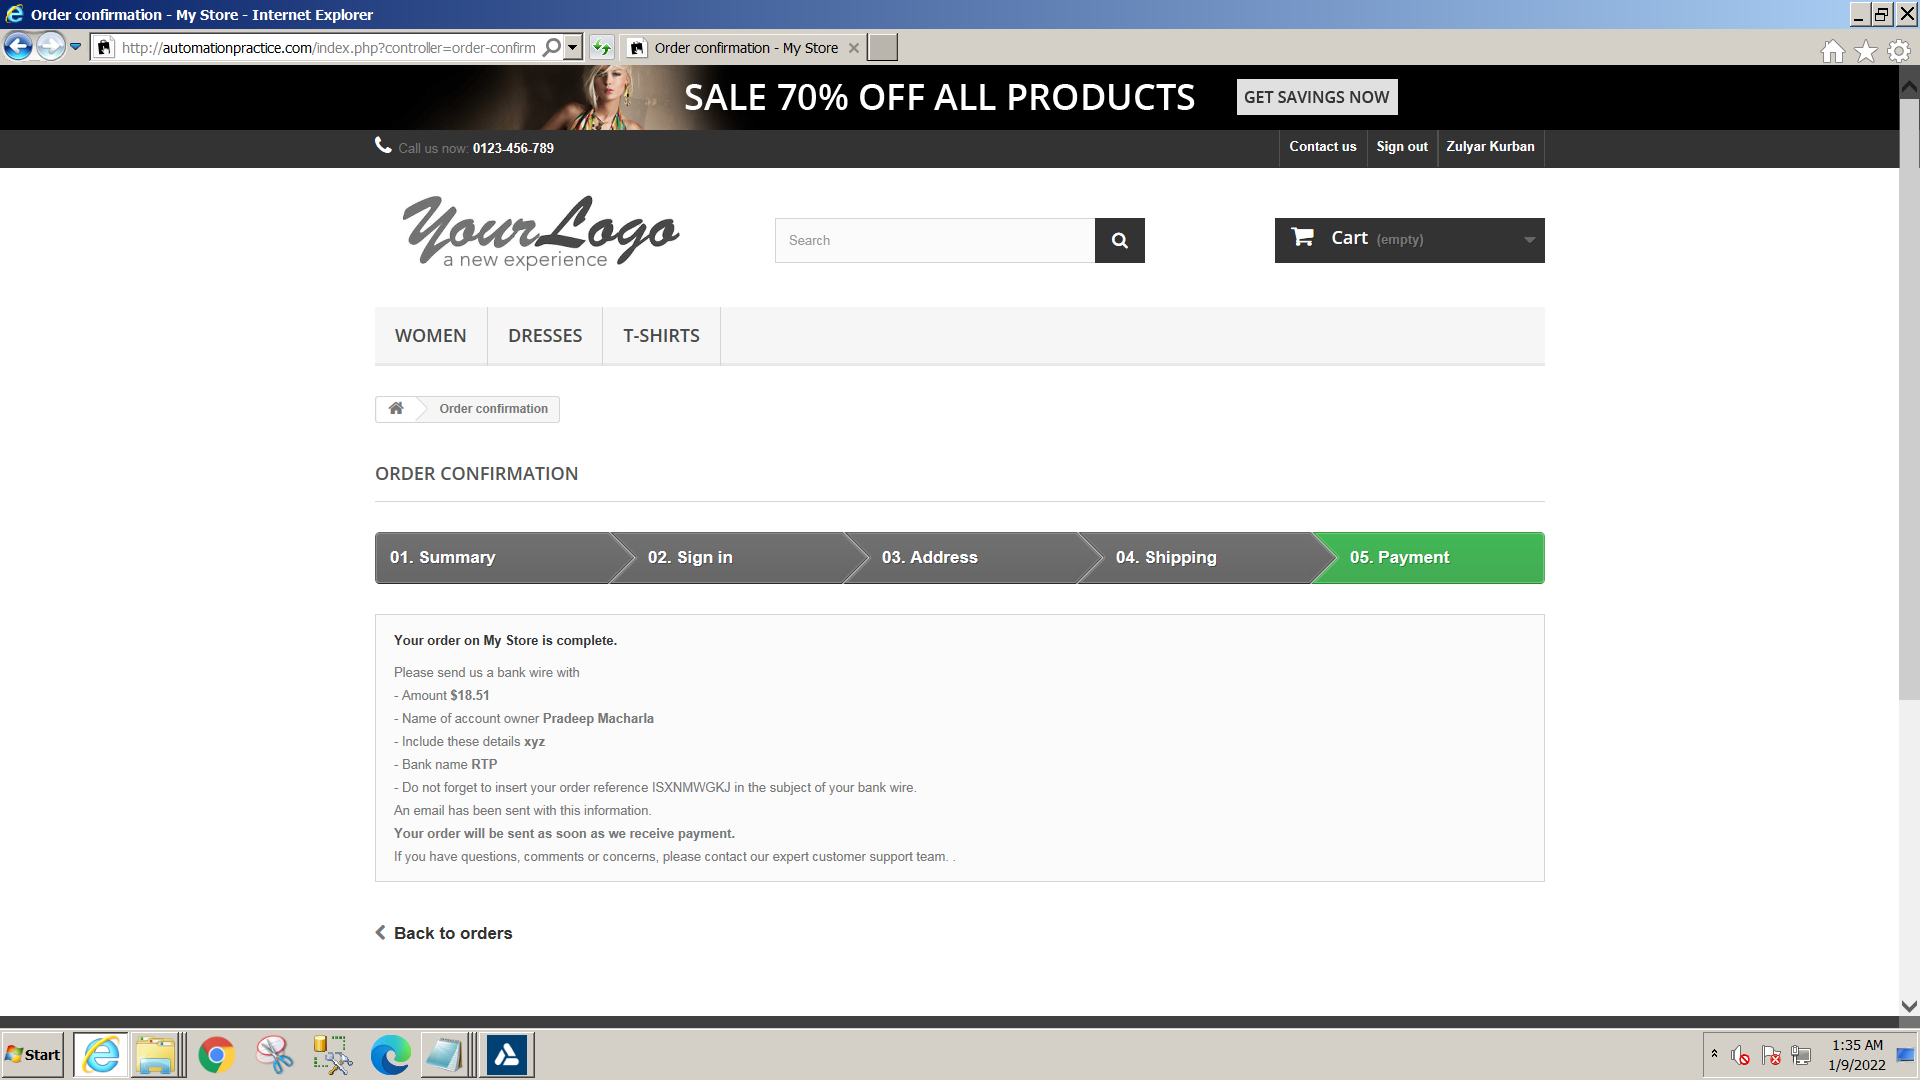 Order confirmation - My Store - Internet Explorer
http://automationpractice.com/index.php?controller=order-confirm
Order confirmation - My Store
SALE 70% OFF ALL PRODUCTS
GET SAVINGS NOW
Call us now: 0123-456-789
Contact us
Sign out
Zulyar Kurban
YourLogo
a new experience
Search
Cart (empty)
WOMEN
DRESSES
T-SHIRTS
Order confirmation
ORDER CONFIRMATION
01. Summary
02. Sign in
03. Address
04. Shipping
05. Payment
Your order on My Store is complete.
Please send us a bank wire with
- Amount $18.51
- Name of account owner Pradeep Macharla
- Include these details xyz
- Bank name RTP
- Do not forget to insert your order reference ISXNMWGKJ in the subject of your bank wire.
An email has been sent with this information.
Your order will be sent as soon as we receive payment.
If you have questions, comments or concerns, please contact our expert customer support team. .
Back to orders
Start
1:35 AM
1/9/2022